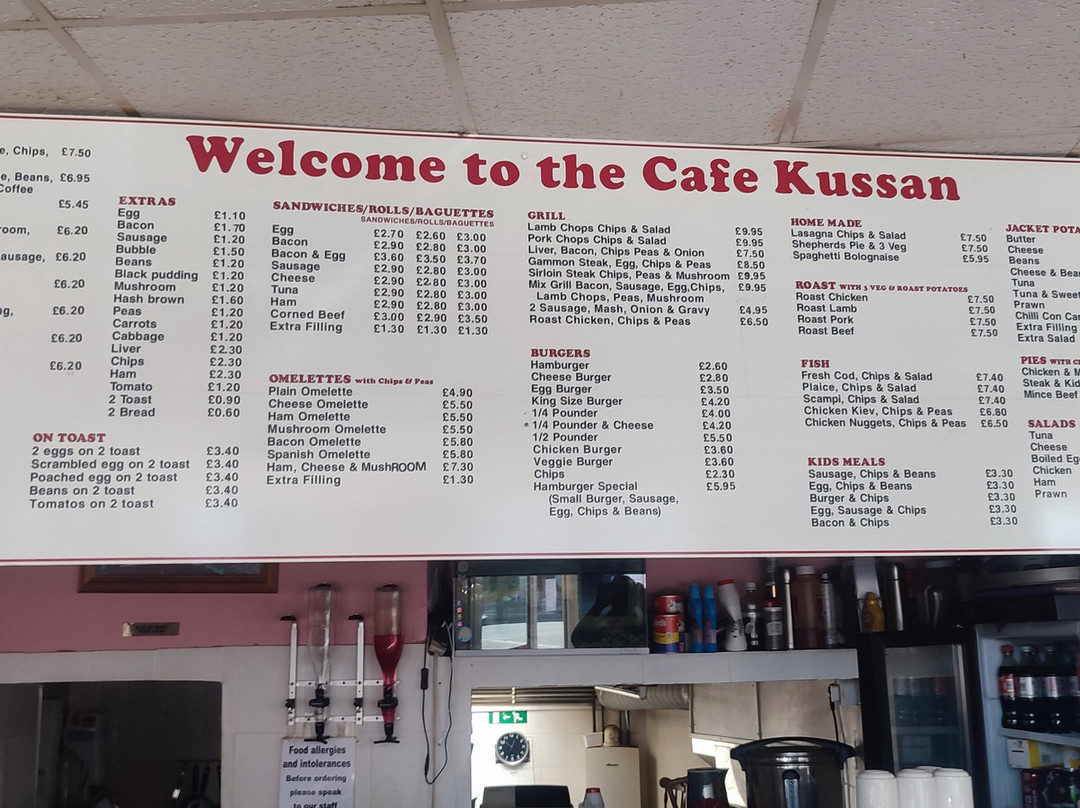 Welcome to the Cafe Kussan
e, Chips, £7.50
e, Beans, £6.95
Coffee
£5.45
room, £6.20
ausage, £6.20
£6.20
ng, £6.20
£6.20
£6.20
EXTRAS
Egg £1.10
Bacon £1.70
Sausage £1.20
Bubble £1.50
Beans £1.20
Black pudding £1.20
Mushroom £1.20
Hash brown £1.60
Peas £1.20
Carrots £1.20
Cabbage £1.20
Liver £2.30
Chips £2.30
Ham £2.30
Tomato £1.20
2 Toast £0.90
2 Bread £0.60
ON TOAST
2 eggs on 2 toast £3.40
Scrambled egg on 2 toast £3.40
Poached egg on 2 toast £3.40
Beans on 2 toast £3.40
Tomatos on 2 toast £3.40
SANDWICHES/ROLLS/BAGUETTES
SANDWICHES/ROLLS/BAGUETTES
Egg £2.70 £2.60 £3.00
Bacon £2.90 £2.80 £3.00
Bacon & Egg £3.60 £3.50 £3.70
Sausage £2.90 £2.80 £3.00
Cheese £2.90 £2.80 £3.00
Tuna £2.90 £2.80 £3.00
Ham £2.90 £2.80 £3.00
Corned Beef £3.00 £2.90 £3.50
Extra Filling £1.30 £1.30 £1.30
OMELETTES with Chips & Peas
Plain Omelette £4.90
Cheese Omelette £5.50
Ham Omelette £5.50
Mushroom Omelette £5.50
Bacon Omelette £5.80
Spanish Omelette £5.80
Ham, Cheese & MushROOM £7.30
Extra Filling £1.30
GRILL
Lamb Chops Chips & Salad £9.95
Pork Chops Chips & Salad £9.95
Liver, Bacon, Chips Peas & Onion £7.50
Gammon Steak, Egg, Chips & Peas £8.50
Sirloin Steak Chips, Peas & Mushroom £9.95
Mix Grill Bacon, Sausage, Egg,Chips, £9.95
Lamb Chops, Peas, Mushroom
2 Sausage, Mash, Onion & Gravy £4.95
Roast Chicken, Chips & Peas £6.50
BURGERS
Hamburger £2.60
Cheese Burger £2.80
Egg Burger £3.50
King Size Burger £4.20
1/4 Pounder £4.00
1/4 Pounder & Cheese £4.20
1/2 Pounder £5.50
Chicken Burger £3.60
Veggie Burger £3.60
Chips £2.30
Hamburger Special £5.95
(Small Burger, Sausage,
Egg, Chips & Beans)
HOME MADE
Lasagna Chips & Salad £7.50
Shepherds Pie & 3 Veg £7.50
Spaghetti Bolognaise £5.95
ROAST WITH 3 VEG & ROAST POTATOES
Roast Chicken £7.50
Roast Lamb £7.50
Roast Pork £7.50
Roast Beef £7.50
FISH
Fresh Cod, Chips & Salad £7.40
Plaice, Chips & Salad £7.40
Scampi, Chips & Salad £7.40
Chicken Kiev, Chips & Peas £6.80
Chicken Nuggets, Chips & Peas £6.50
KIDS MEALS
Sausage, Chips & Beans £3.30
Egg, Chips & Beans £3.30
Burger & Chips £3.30
Egg, Sausage & Chips £3.30
Bacon & Chips £3.30
JACKET POTA
Butter
Cheese
Beans
Cheese & Bea
Tuna
Tuna & Sweet
Prawn
Chilli Con Ca
Extra Filling
Extra Salad
PIES WITH C
Chicken & M
Steak & Kid
Mince Beef
SALADS
Tuna
Cheese
Boiled Eg
Chicken
Ham
Prawn
Food allergies
and intolerances
Before ordering
please speak
to our staff